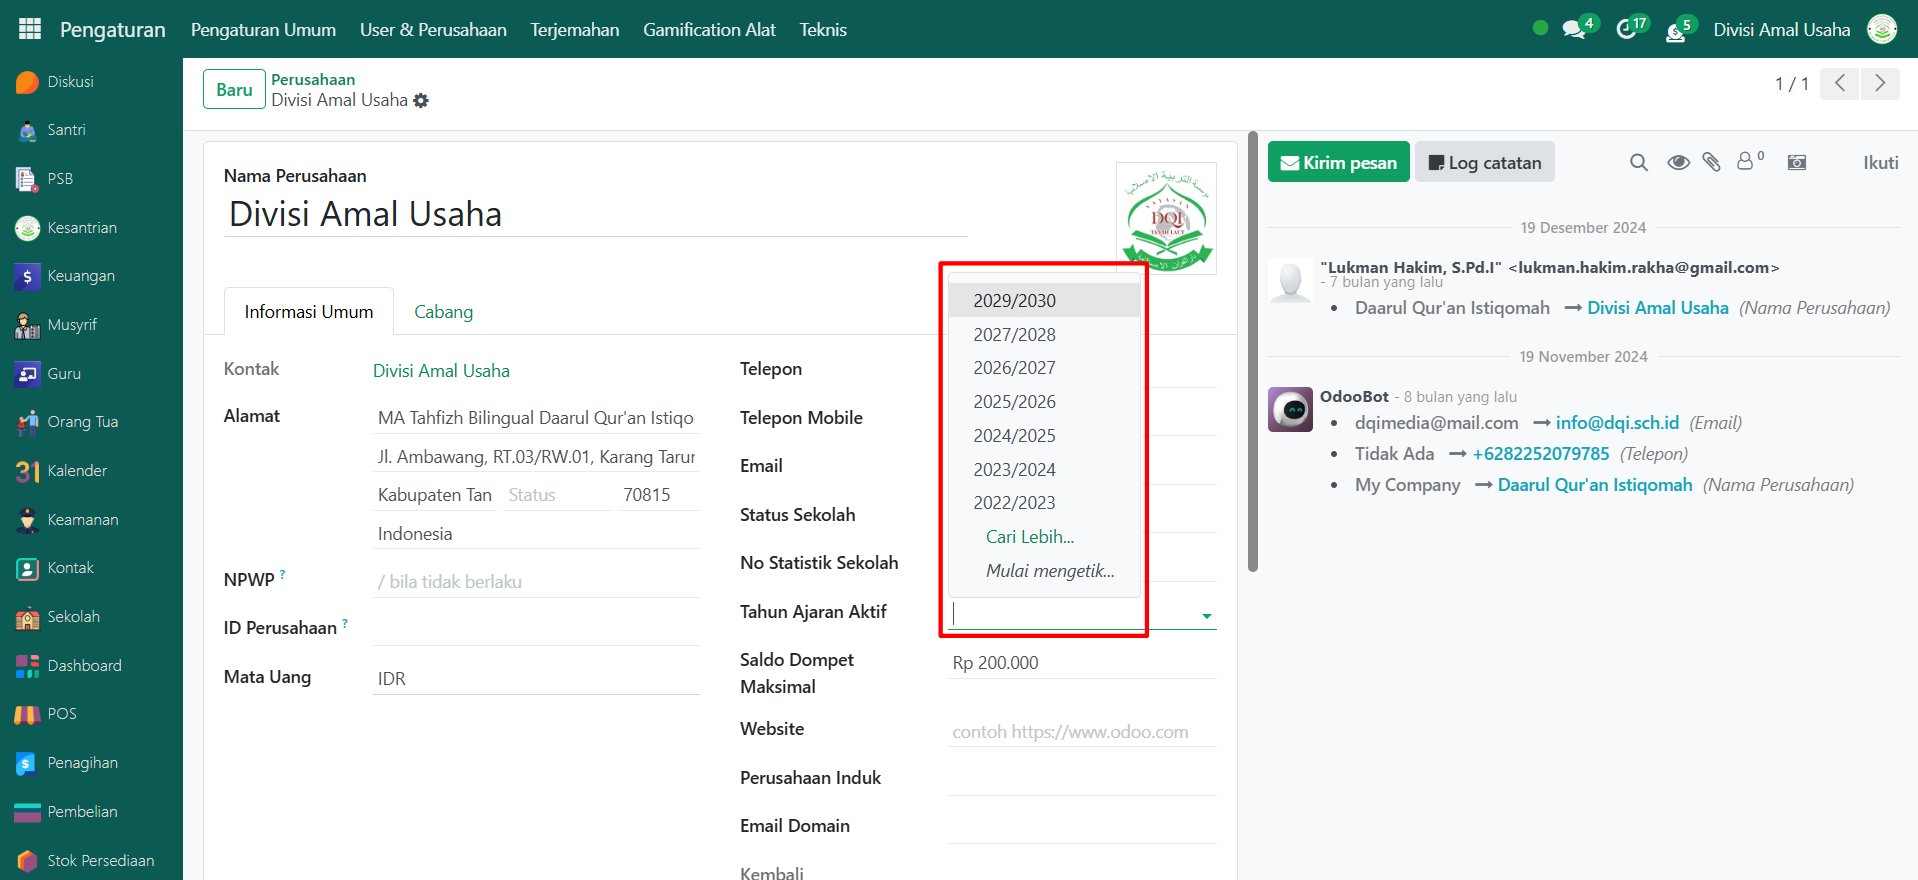 Pengaturan
Pengaturan Umum
User & Perusahaan
Terjemahan
Gamification Alat
Teknis
4
17
5
Divisi Amal Usaha
Diskusi
Santri
PSB
Kesantrian
Keuangan
Musyrif
Guru
Orang Tua
31 Kalender
Keamanan
Kontak
Sekolah
Dashboard
POS
Penagihan
Pembelian
Stok Persediaan
Baru
Perusahaan
Divisi Amal Usaha
1 / 1
Nama Perusahaan
Divisi Amal Usaha
YAYASAN
DQI
TANAH LAUT
Informasi Umum
Cabang
Kontak
Divisi Amal Usaha
Alamat
MA Tahfizh Bilingual Daarul Qur'an Istiqo
Jl. Ambawang, RT.03/RW.01, Karang Tarur
Kabupaten Tan
Status
70815
Indonesia
NPWP ?
/ bila tidak berlaku
ID Perusahaan ?
Mata Uang
IDR
Telepon
Telepon Mobile
Email
Status Sekolah
No Statistik Sekolah
Tahun Ajaran Aktif
2029/2030
2027/2028
2026/2027
2025/2026
2024/2025
2023/2024
2022/2023
Cari Lebih...
Mulai mengetik...
Saldo Dompet
Maksimal
Rp 200.000
Website
contoh https://www.odoo.com
Perusahaan Induk
Email Domain
Kembali
Kirim pesan
Log catatan
0
Ikuti
19 Desember 2024
"Lukman Hakim, S.Pd.I" <lukman.hakim.rakha@gmail.com>
- 7 bulan yang lalu
• Daarul Qur'an Istiqomah → Divisi Amal Usaha (Nama Perusahaan)
19 November 2024
OdooBot - 8 bulan yang lalu
• dqimedia@mail.com → info@dqi.sch.id (Email)
• Tidak Ada → +6282252079785 (Telepon)
• My Company → Daarul Qur'an Istiqomah (Nama Perusahaan)